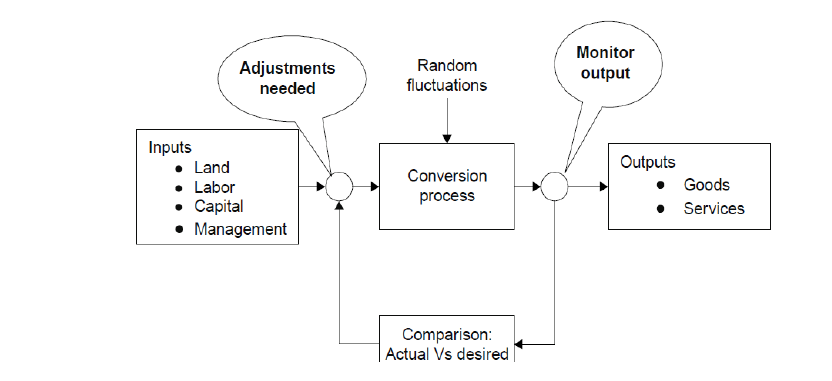 Adjustments
needed
Random
fluctuations
Monitor
output
Inputs
● Land
● Labor
● Capital
● Management
Conversion
process
Outputs
● Goods
● Services
Comparison:
Actual Vs desired